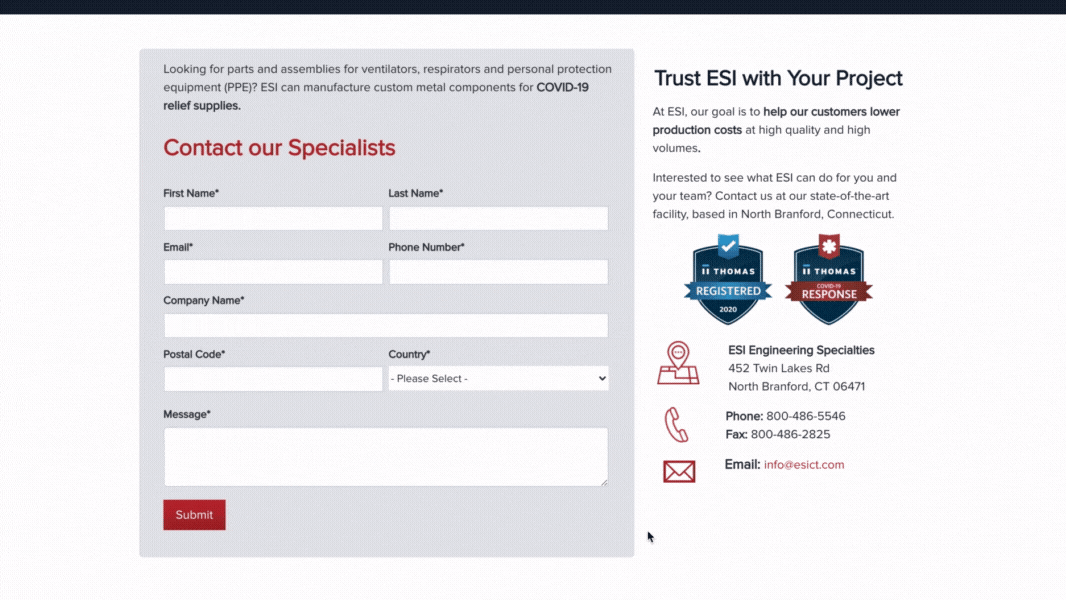 Looking for parts and assemblies for ventilators, respirators and personal protection
equipment (PPE)? ESI can manufacture custom metal components for COVID-19
relief supplies.
Contact our Specialists
First Name*
Last Name*
Email*
Phone Number*
Company Name*
Postal Code*
Country*
- Please Select -
Message*
Submit
Trust ESI with Your Project
At ESI, our goal is to help our customers lower
production costs at high quality and high
volumes.
Interested to see what ESI can do for you and
your team? Contact us at our state-of-the-art
facility, based in North Branford, Connecticut.
THOMAS
REGISTERED
2020
THOMAS
COVID-19
RESPONSE
ESI Engineering Specialties
452 Twin Lakes Rd
North Branford, CT 06471
Phone: 800-486-5546
Fax: 800-486-2825
Email: info@esict.com